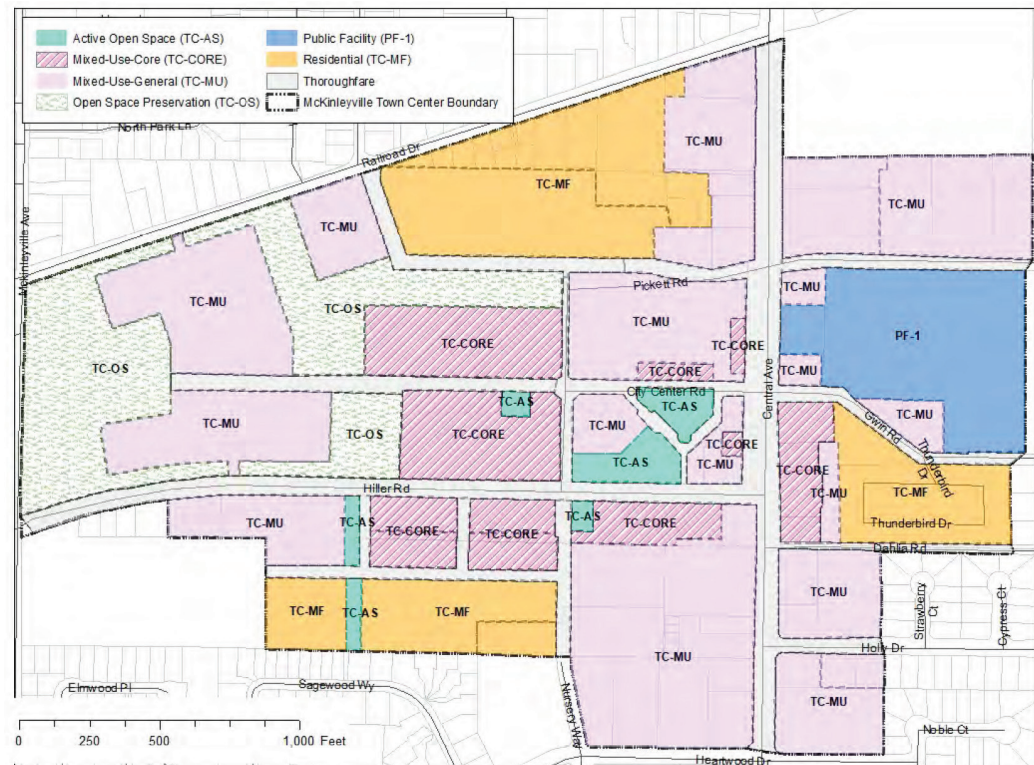 Active Open Space (TC-AS)
Public Facility (PF-1)
Mixed-Use-Core (TC-CORE)
Residential (TC-MF)
Mixed-Use-General (TC-MU)
Thoroughfare
Open Space Preservation (TC-OS)
McKinleyville Town Center Boundary
North Park Ln
Railroad Dr
TC-MU
TC-MF
TC-MU
TC-MU
McKinleyville Ave
TC-MU
Pickett Rd
TC-MU
TC-OS
TC-MU
PF-1
TC-CORE
TC-CORE
Central Ave
TC-OS
TC-CORE
TC-MU
City Center Rd
TC-AS
TC-AS
TC-MU
Gwin Rd
TC-MU
TC-MU
TC-OS
TC-CORE
TC-CORE
TC-CORE
TC-AS
TC-MU
Thunderbird Dr
Hiller Rd
TC-MU
TC-MF
TC-MU
TC-AS
TC-CORE
TC-CORE
TC-AS
TC-CORE
Thunderbird Dr
Dahlia Rd
TC-MU
Strawberry Ct
Cypress Ct
TC-MF
TC-AS
TC-MF
Holly Dr
TC-MU
Elmwood Pl
Sagewood Wy
Nursery Way
TC-MU
Noble Ct
0 250 500 1,000 Feet
Heartwood Dr